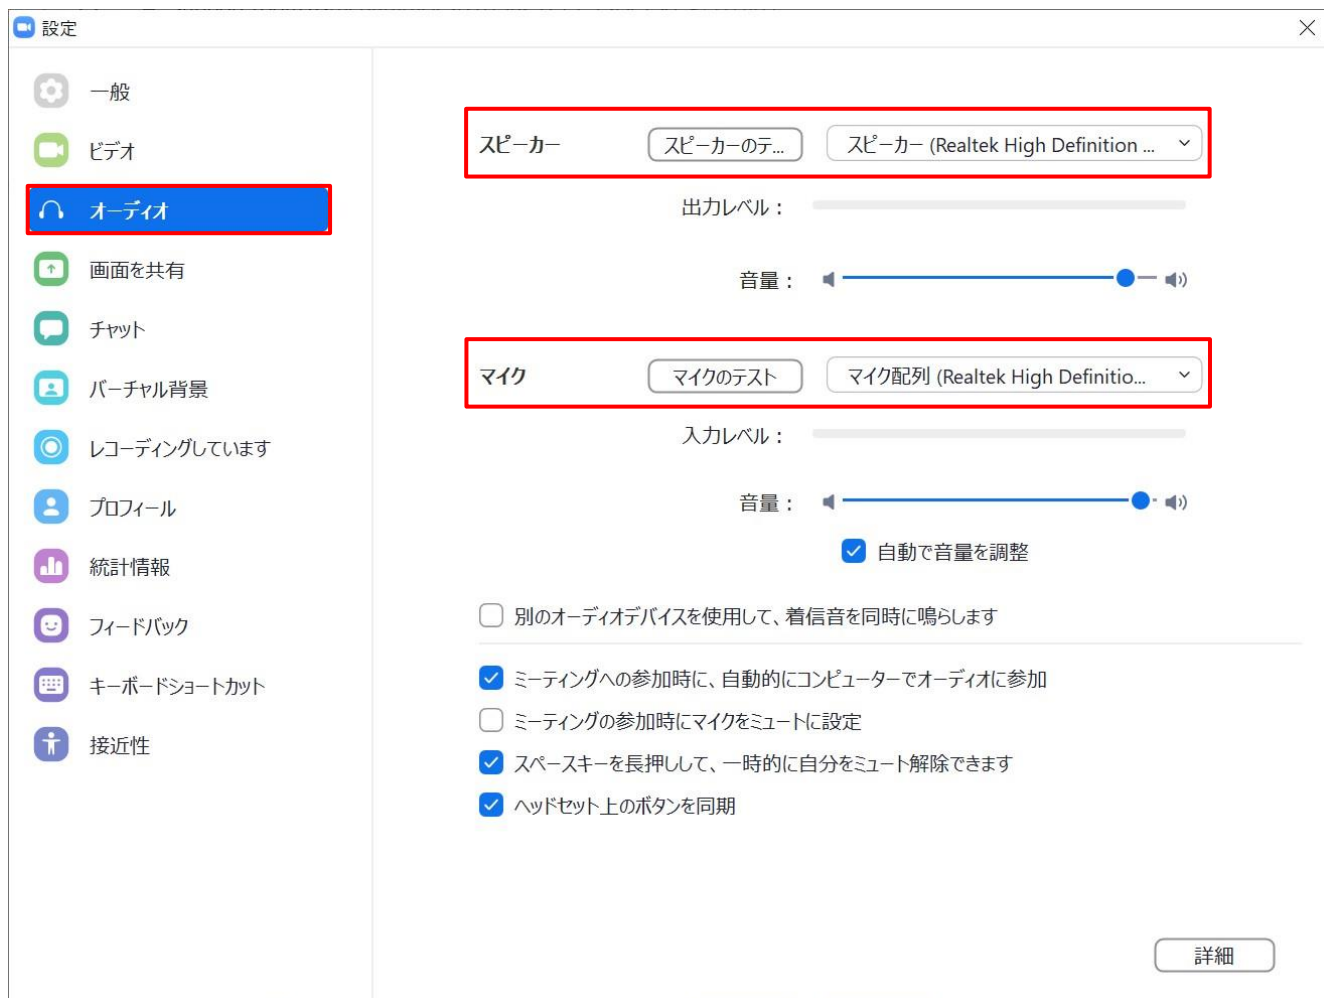 設定
一般
ビデオ
オーディオ
画面を共有
チャット
バーチャル背景
レコーディングしています
プロフィール
統計情報
フィードバック
キーボードショートカット
接近性
スピーカー スピーカーのテ... スピーカー (Realtek High Definition ...
出力レベル：
音量：
マイク マイクのテスト マイク配列 (Realtek High Definitio...
入力レベル：
音量：
自動で音量を調整
別のオーディオデバイスを使用して、着信音を同時に鳴らします
ミーティングへの参加時に、自動的にコンピューターでオーディオに参加
ミーティングの参加時にマイクをミュートに設定
スペースキーを長押しして、一時的に自分をミュート解除できます
ヘッドセット上のボタンを同期
詳細